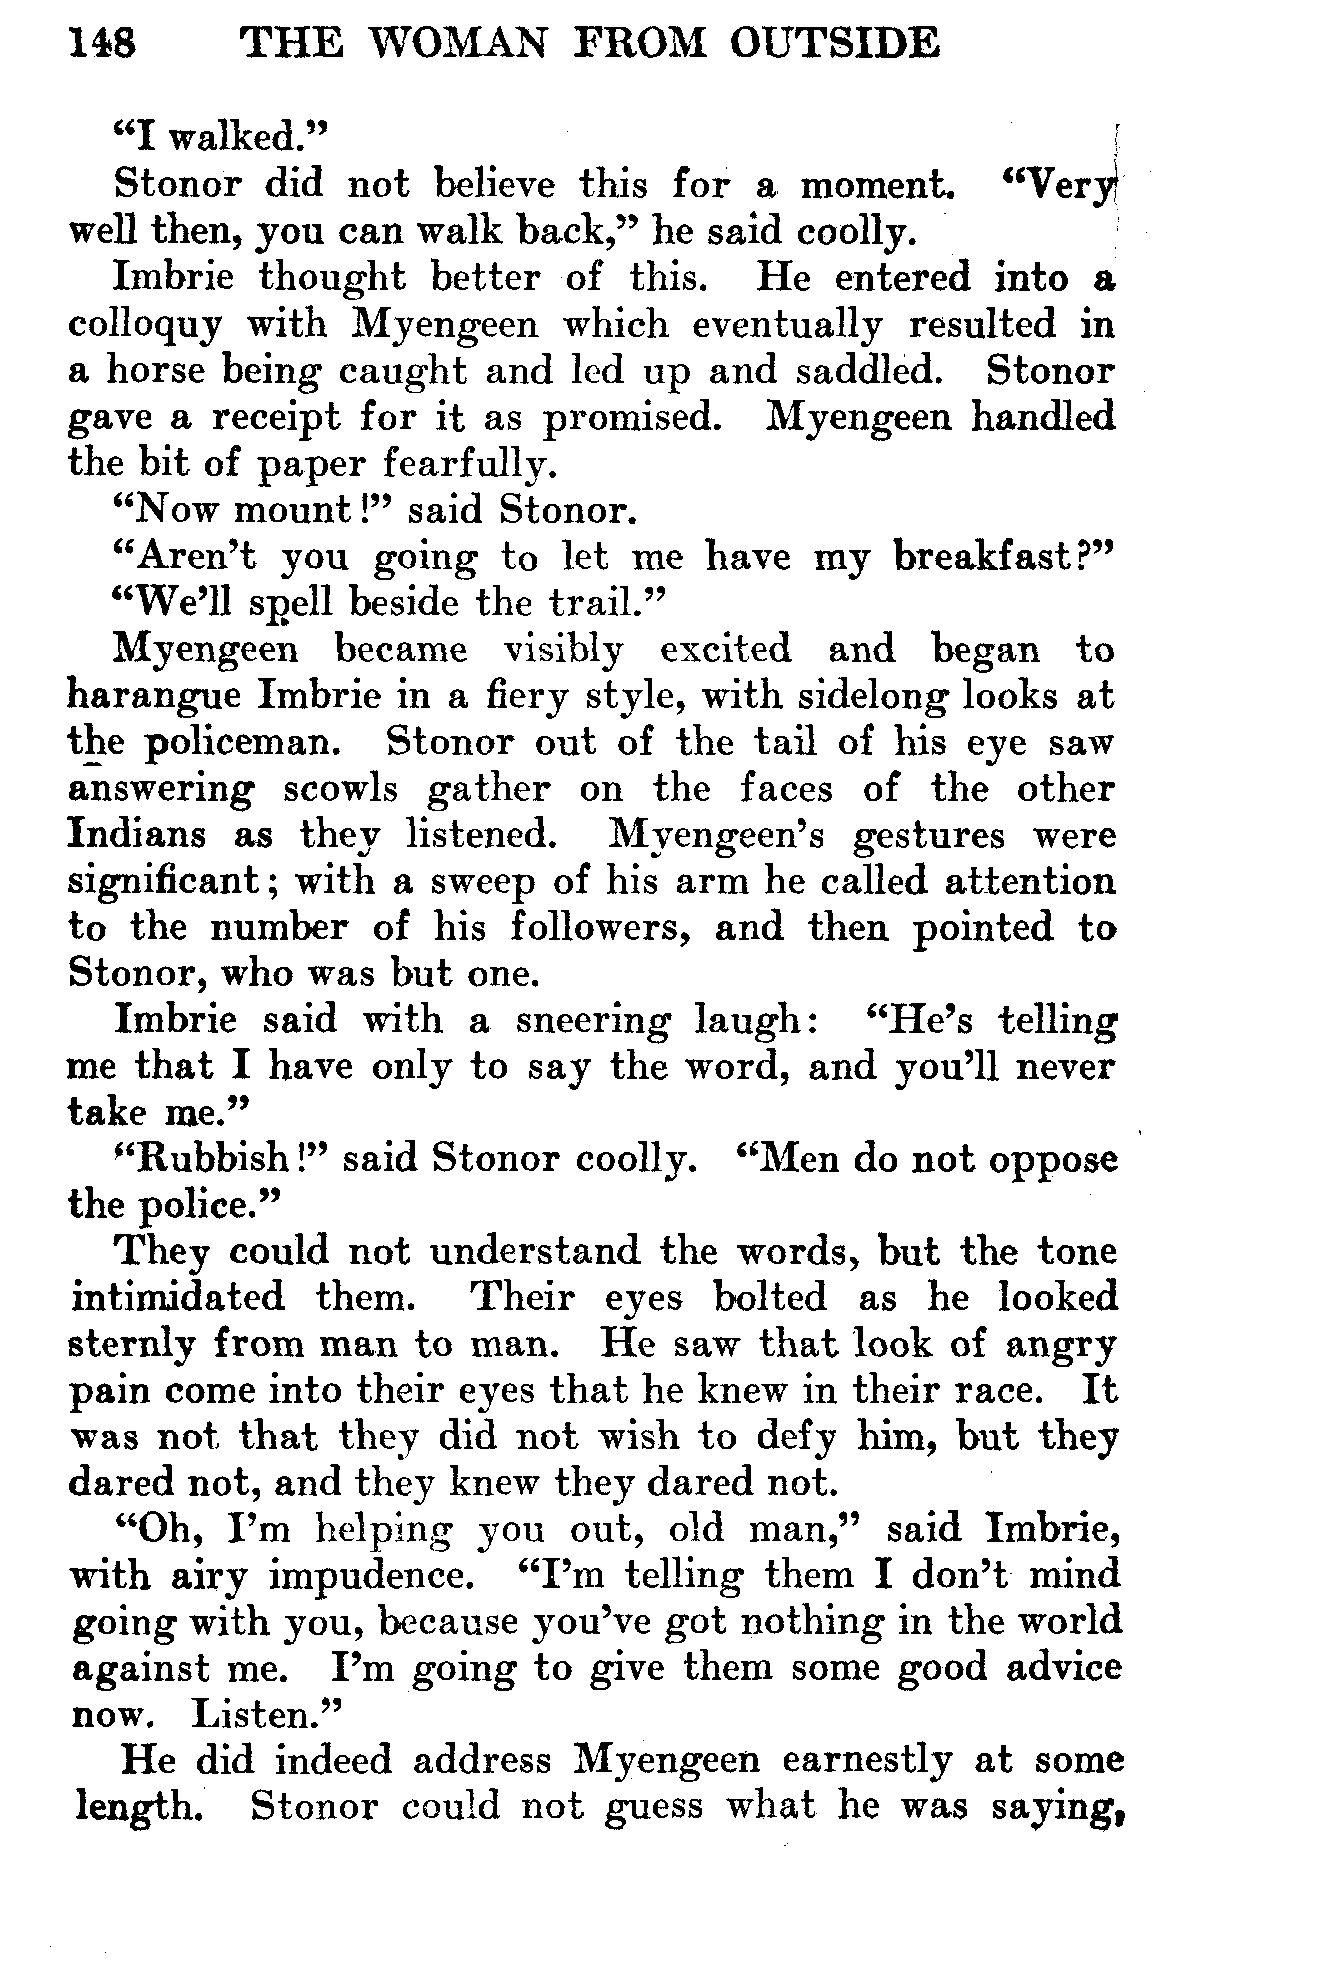 148 THE WOMAN FROM OUTSIDE
“I walked.”
Stonor did not believe this for a moment. “Very
well then, you can walk back,” he said coolly.
Imbrie thought better of this. He entered into a
colloquy with Myengeen which eventually resulted in
a horse being caught and led up and saddled. Stonor
gave a receipt for it as promised. Myengeen handled
the bit of paper fearfully.
“Now mount!” said Stonor.
“Aren’t you going to let me have my breakfast?”
“We’ll spell beside the trail.”
Myengeen became visibly excited and began to
harangue Imbrie in a fiery style, with sidelong looks at
the policeman. Stonor out of the tail of his eye saw
answering scowls gather on the faces of the other
Indians as they listened. Myengeen’s gestures were
significant; with a sweep of his arm he called attention
to the number of his followers, and then pointed to
Stonor, who was but one.
Imbrie said with a sneering laugh: “He’s telling
me that I have only to say the word, and you’ll never
take me.”
“Rubbish!” said Stonor coolly. “Men do not oppose
the police.”
They could not understand the words, but the tone
intimidated them. Their eyes bolted as he looked
sternly from man to man. He saw that look of angry
pain come into their eyes that he knew in their race. It
was not that they did not wish to defy him, but they
dared not, and they knew they dared not.
“Oh, I’m helping you out, old man,” said Imbrie,
with airy impudence. “I’m telling them I don’t mind
going with you, because you’ve got nothing in the world
against me. I’m going to give them some good advice
now. Listen.”
He did indeed address Myengeen earnestly at some
length. Stonor could not guess what he was saying,